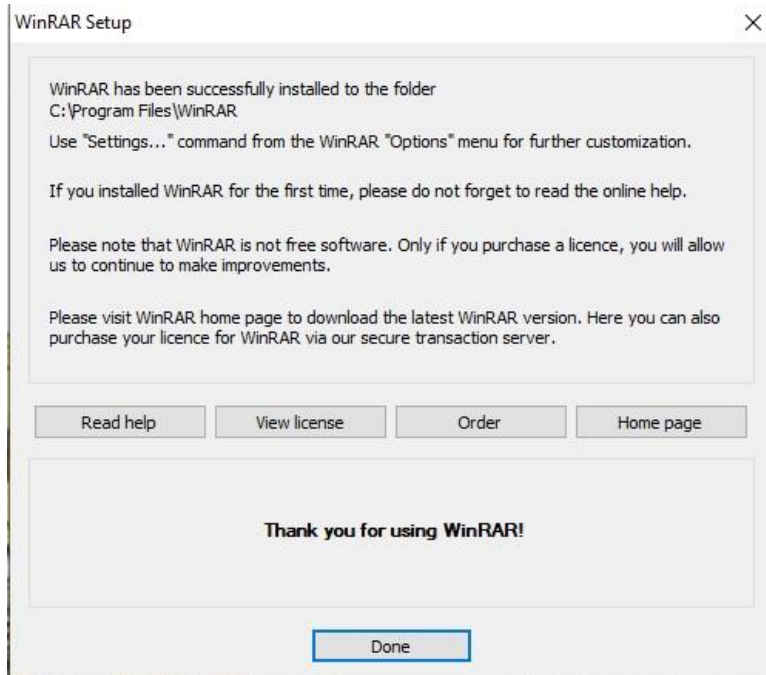 WinRAR Setup
WinRAR has been successfully installed to the folder
C:\Program Files\WinRAR
Use "Settings..." command from the WinRAR "Options" menu for further customization.
If you installed WinRAR for the first time, please do not forget to read the online help.
Please note that WinRAR is not free software. Only if you purchase a licence, you will allow
us to continue to make improvements.
Please visit WinRAR home page to download the latest WinRAR version. Here you can also
purchase your licence for WinRAR via our secure transaction server.
Read help
View license
Order
Home page
Thank you for using WinRAR!
Done